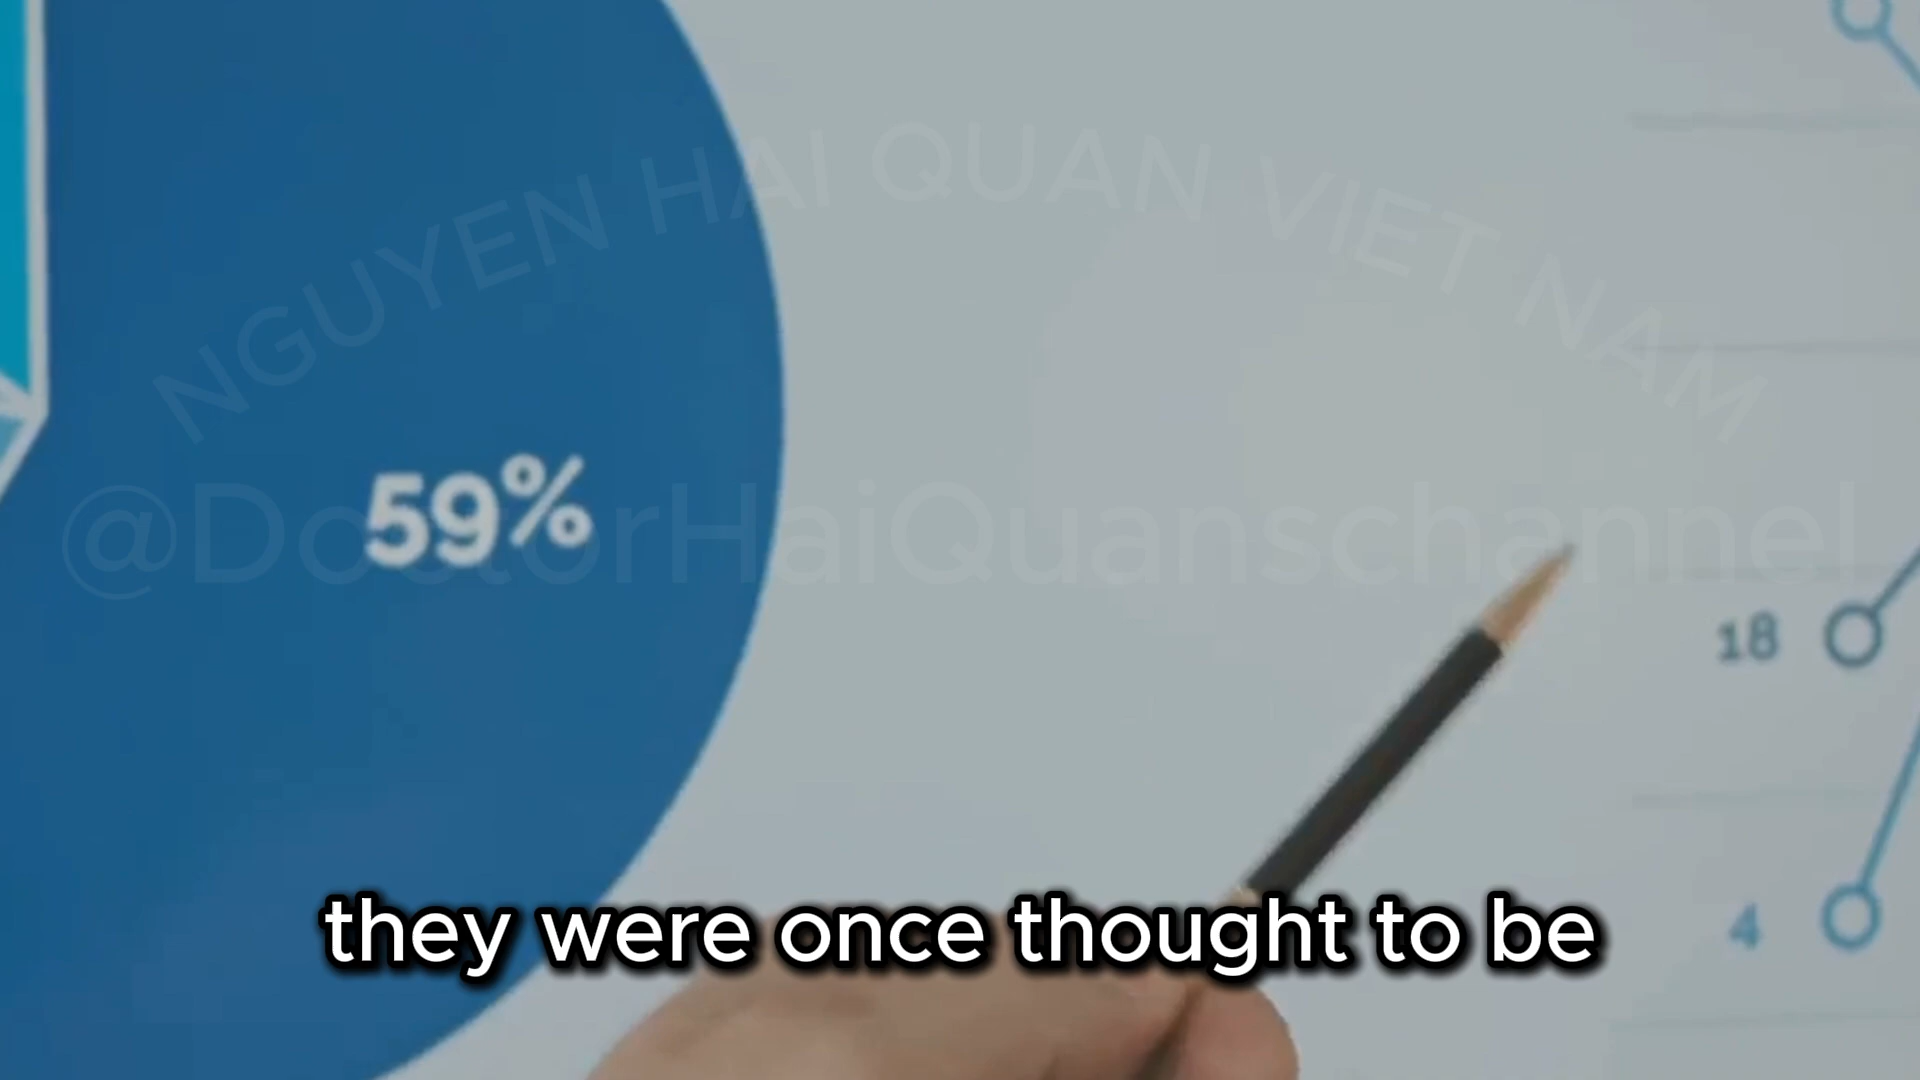 NGUYEN HAI QUAN VIET NAM
59%
@DoctorHaiQuanschannel
18
4
they were once thought to be